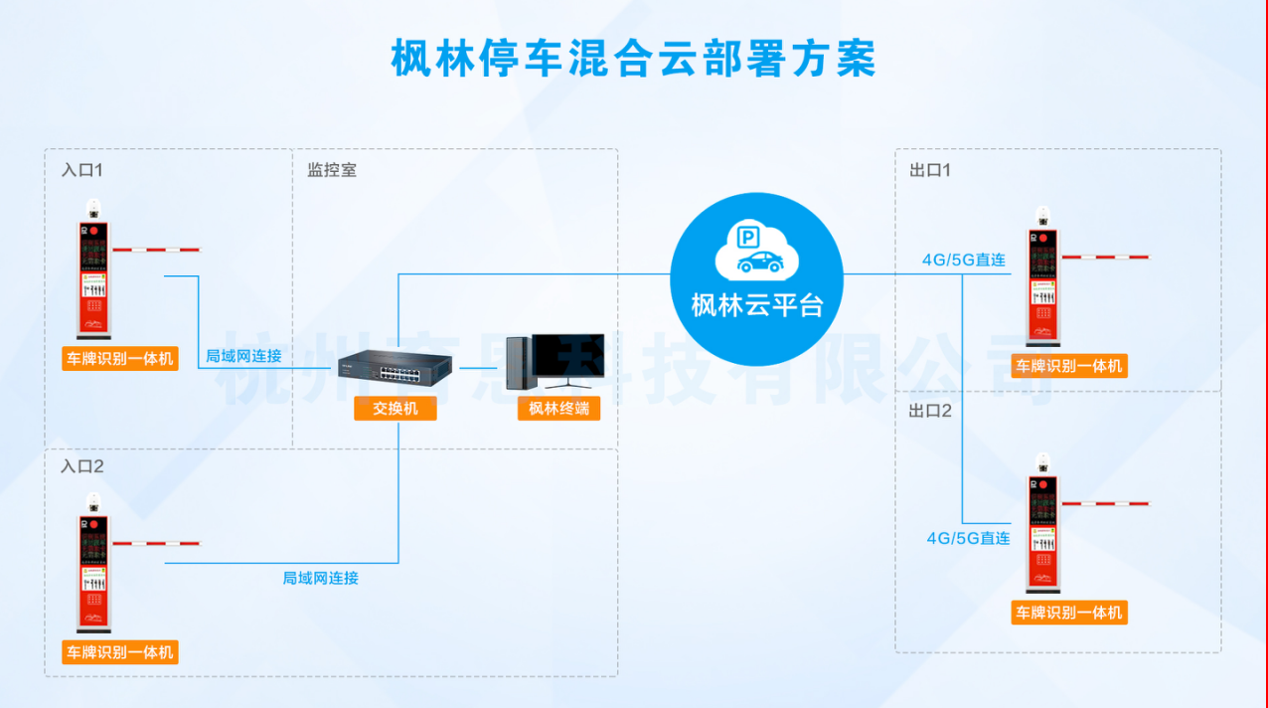 枫林停车混合云部署方案
入口1
监控室
出口1
P
4G/5G直连
枫林云平台
局域网连接
车牌识别一体机
车牌识别一体机
交换机
枫林终端
出口2
入口2
4G/5G直连
局域网连接
车牌识别一体机
车牌识别一体机